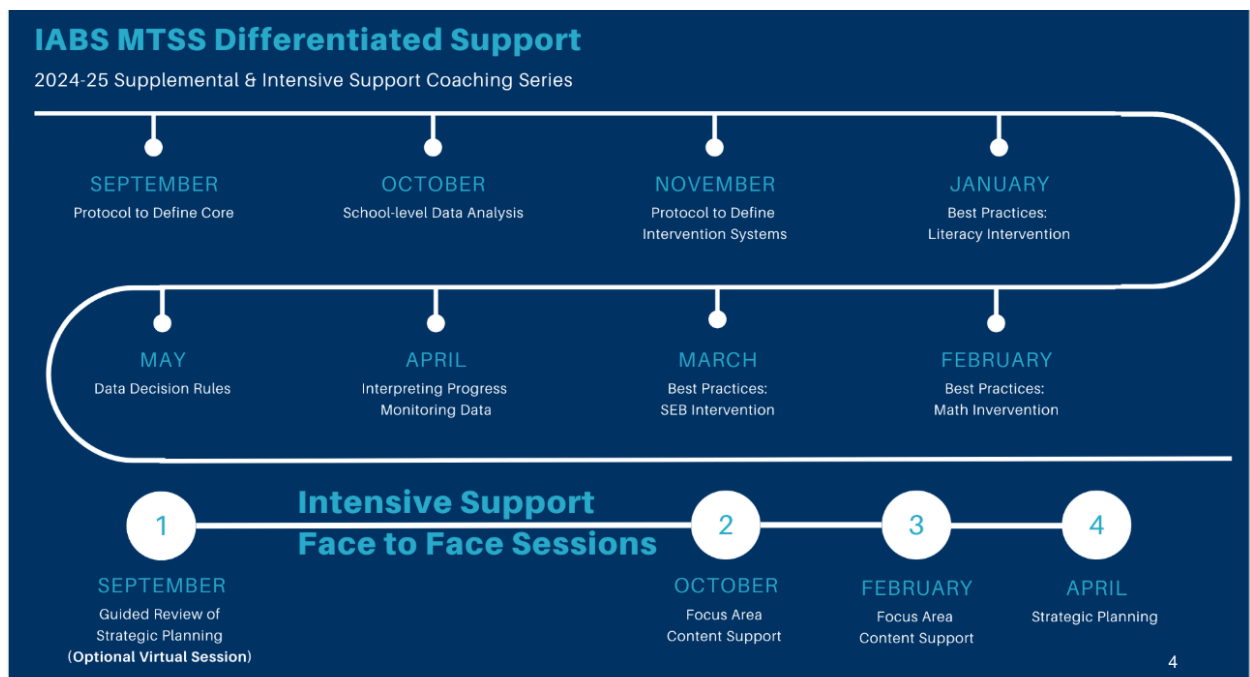 IABS MTSS Differentiated Support
2024-25 Supplemental & Intensive Support Coaching Series
SEPTEMBER
Protocol to Define Core
OCTOBER
School-level Data Analysis
NOVEMBER
Protocol to Define
Intervention Systems
JANUARY
Best Practices:
Literacy Intervention
MAY
Data Decision Rules
APRIL
Interpreting Progress
Monitoring Data
MARCH
Best Practices:
SEB Intervention
FEBRUARY
Best Practices:
Math Invervention
Intensive Support
Face to Face Sessions
1
SEPTEMBER
Guided Review of
Strategic Planning
(Optional Virtual Session)
2
OCTOBER
Focus Area
Content Support
3
FEBRUARY
Focus Area
Content Support
4
APRIL
Strategic Planning
4